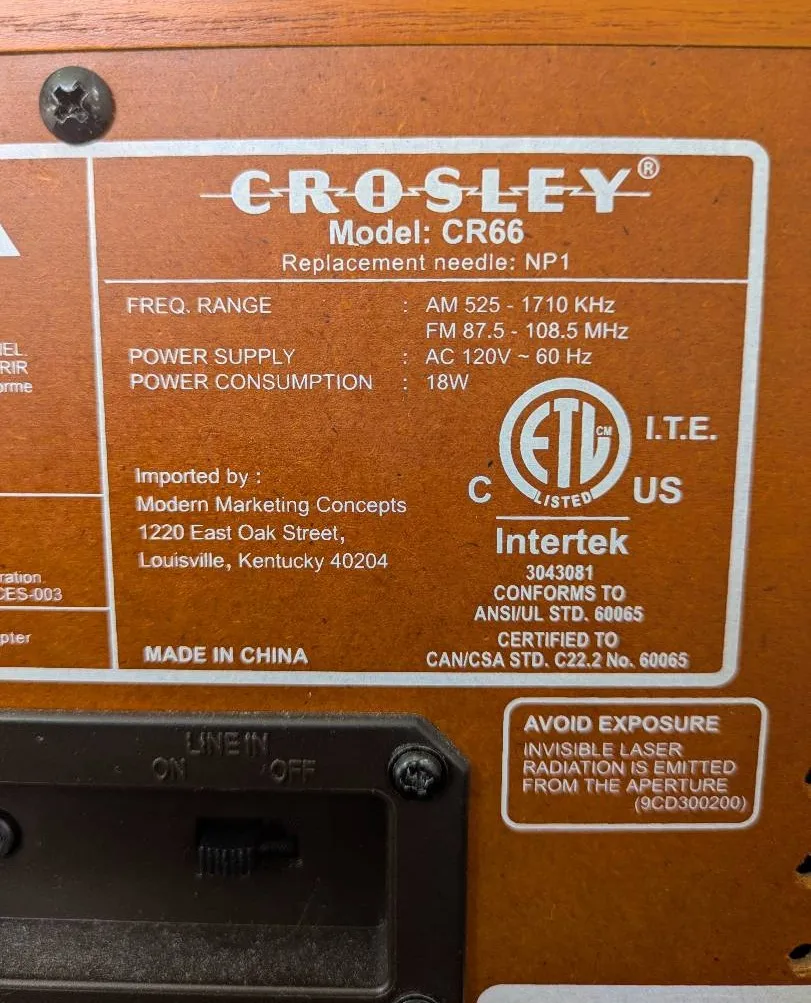 CROSLEY®
Model: CR66
Replacement needle: NP1
FREQ. RANGE : AM 525 - 1710 KHz
FM 87.5 - 108.5 MHz
POWER SUPPLY : AC 120V ~ 60 Hz
POWER CONSUMPTION : 18W
ETL CM
LISTED
I.T.E.
C US
Intertek
3043081
CONFORMS TO
ANSI/UL STD. 60065
CERTIFIED TO
CAN/CSA STD. C22.2 No. 60065
Imported by :
Modern Marketing Concepts
1220 East Oak Street,
Louisville, Kentucky 40204
MADE IN CHINA
AVOID EXPOSURE
INVISIBLE LASER
RADIATION IS EMITTED
FROM THE APERTURE
(9CD300200)
LINE IN
ON OFF